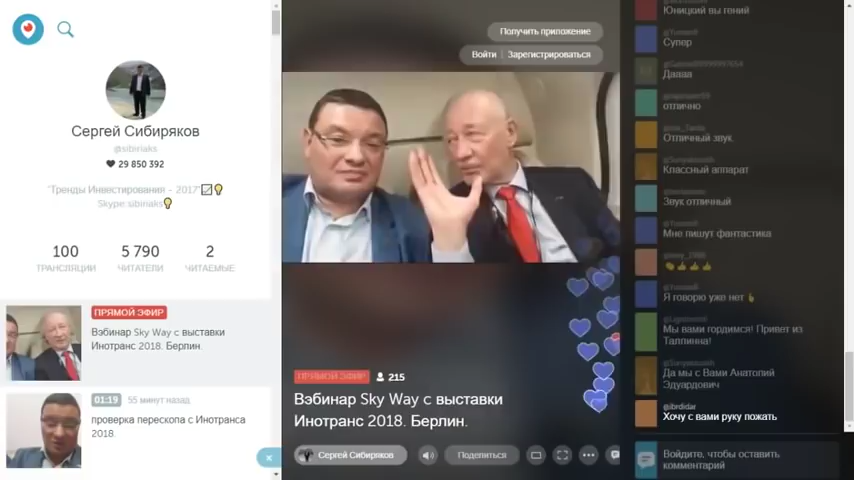 Сергей Сибиряков
@sibiriaks
29 850 392
"Тренды Инвестирования – 2017"
Skype:sibiriaks
100
5 790
2
ТРАНСЛЯЦИИ
ЧИТАТЕЛИ
ЧИТАЕМЫЕ
ПРЯМОЙ ЭФИР
Вэбинар Sky Way с выставки
Инотранс 2018. Берлин.
01:19
55 минут назад
проверка перескопа с Инотранса
2018.
Получить приложение
Войти
Зарегистрироваться
ПРЯМОЙ ЭФИР
215
Вэбинар Sky Way с выставки
Инотранс 2018. Берлин.
Сергей Сибиряков
Поделиться
Юницкий вы гений
Супер
Даааа
отлично
Отличный звук.
Классный аппарат
Звук отличный
Мне пишут фантастика
Я говорю уже нет
Мы вами гордимся! Привет из
Таллинна!
Да мы с Вами Анатолий
Эдуардович
@ibrdidar
Хочу с вами руку пожать
Войдите, чтобы оставить
комментарий